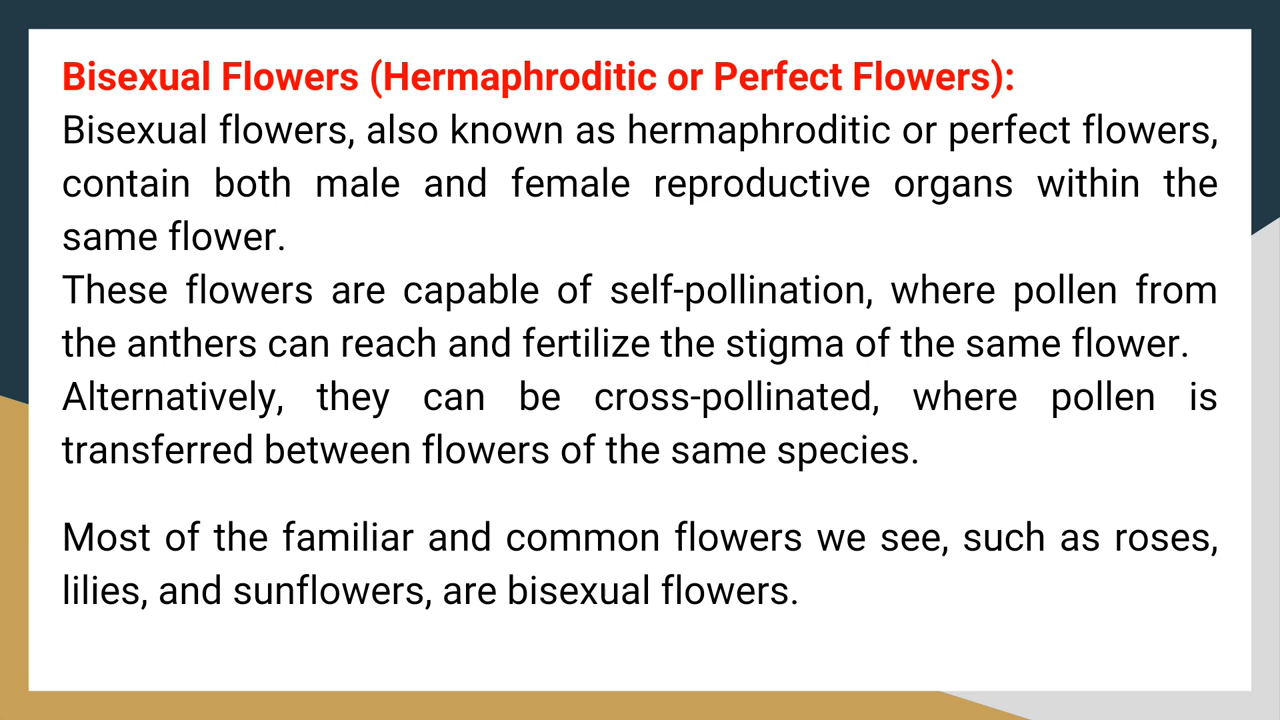 Bisexual Flowers (Hermaphroditic or Perfect Flowers):
Bisexual flowers, also known as hermaphroditic or perfect flowers,
contain both male and female reproductive organs within the
same flower.
These flowers are capable of self-pollination, where pollen from
the anthers can reach and fertilize the stigma of the same flower.
Alternatively, they can be cross-pollinated, where pollen is
transferred between flowers of the same species.
Most of the familiar and common flowers we see, such as roses,
lilies, and sunflowers, are bisexual flowers.